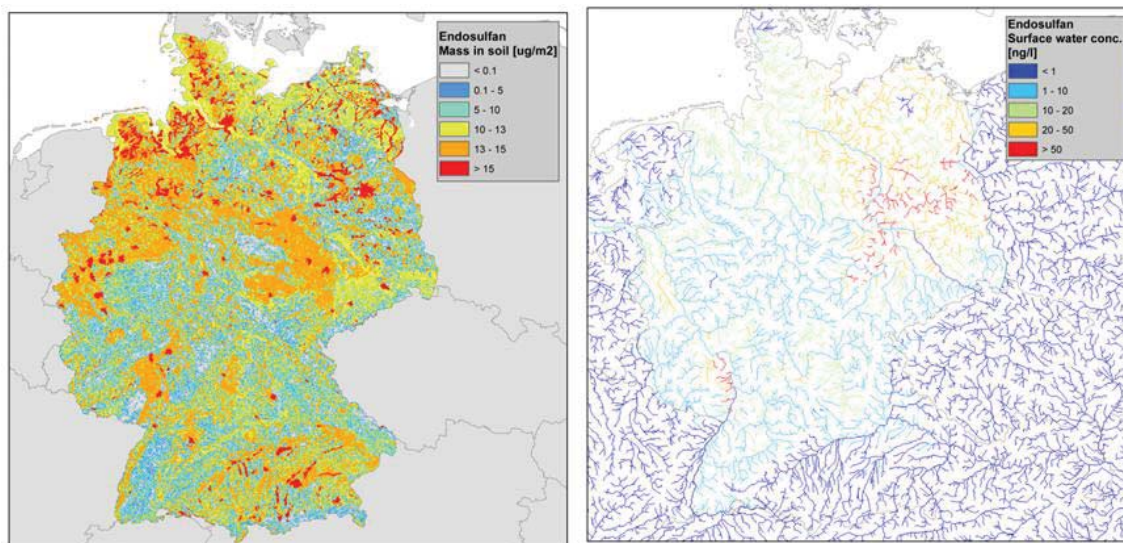 Endosulfan
Mass in soil [ug/m2]
< 0.1
0.1 - 5
5 - 10
10 - 13
13 - 15
> 15
Endosulfan
Surface water conc.
[ng/l]
< 1
1 - 10
10 - 20
20 - 50
> 50